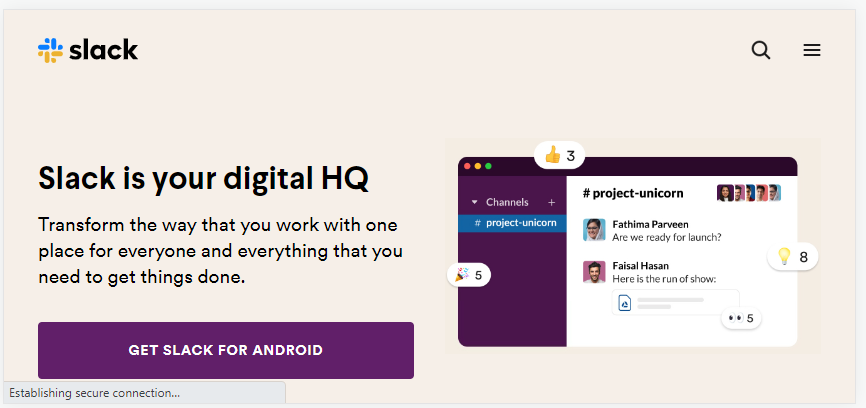 slack
Slack is your digital HQ
Transform the way that you work with one
place for everyone and everything that you
need to get things done.
GET SLACK FOR ANDROID
👍 3
Channels +
# project-unicorn
# project-unicorn
Fathima Parveen
Are we ready for launch?
💡 8
Faisal Hasan
Here is the run of show:
🎉 5
👀 5
Establishing secure connection...